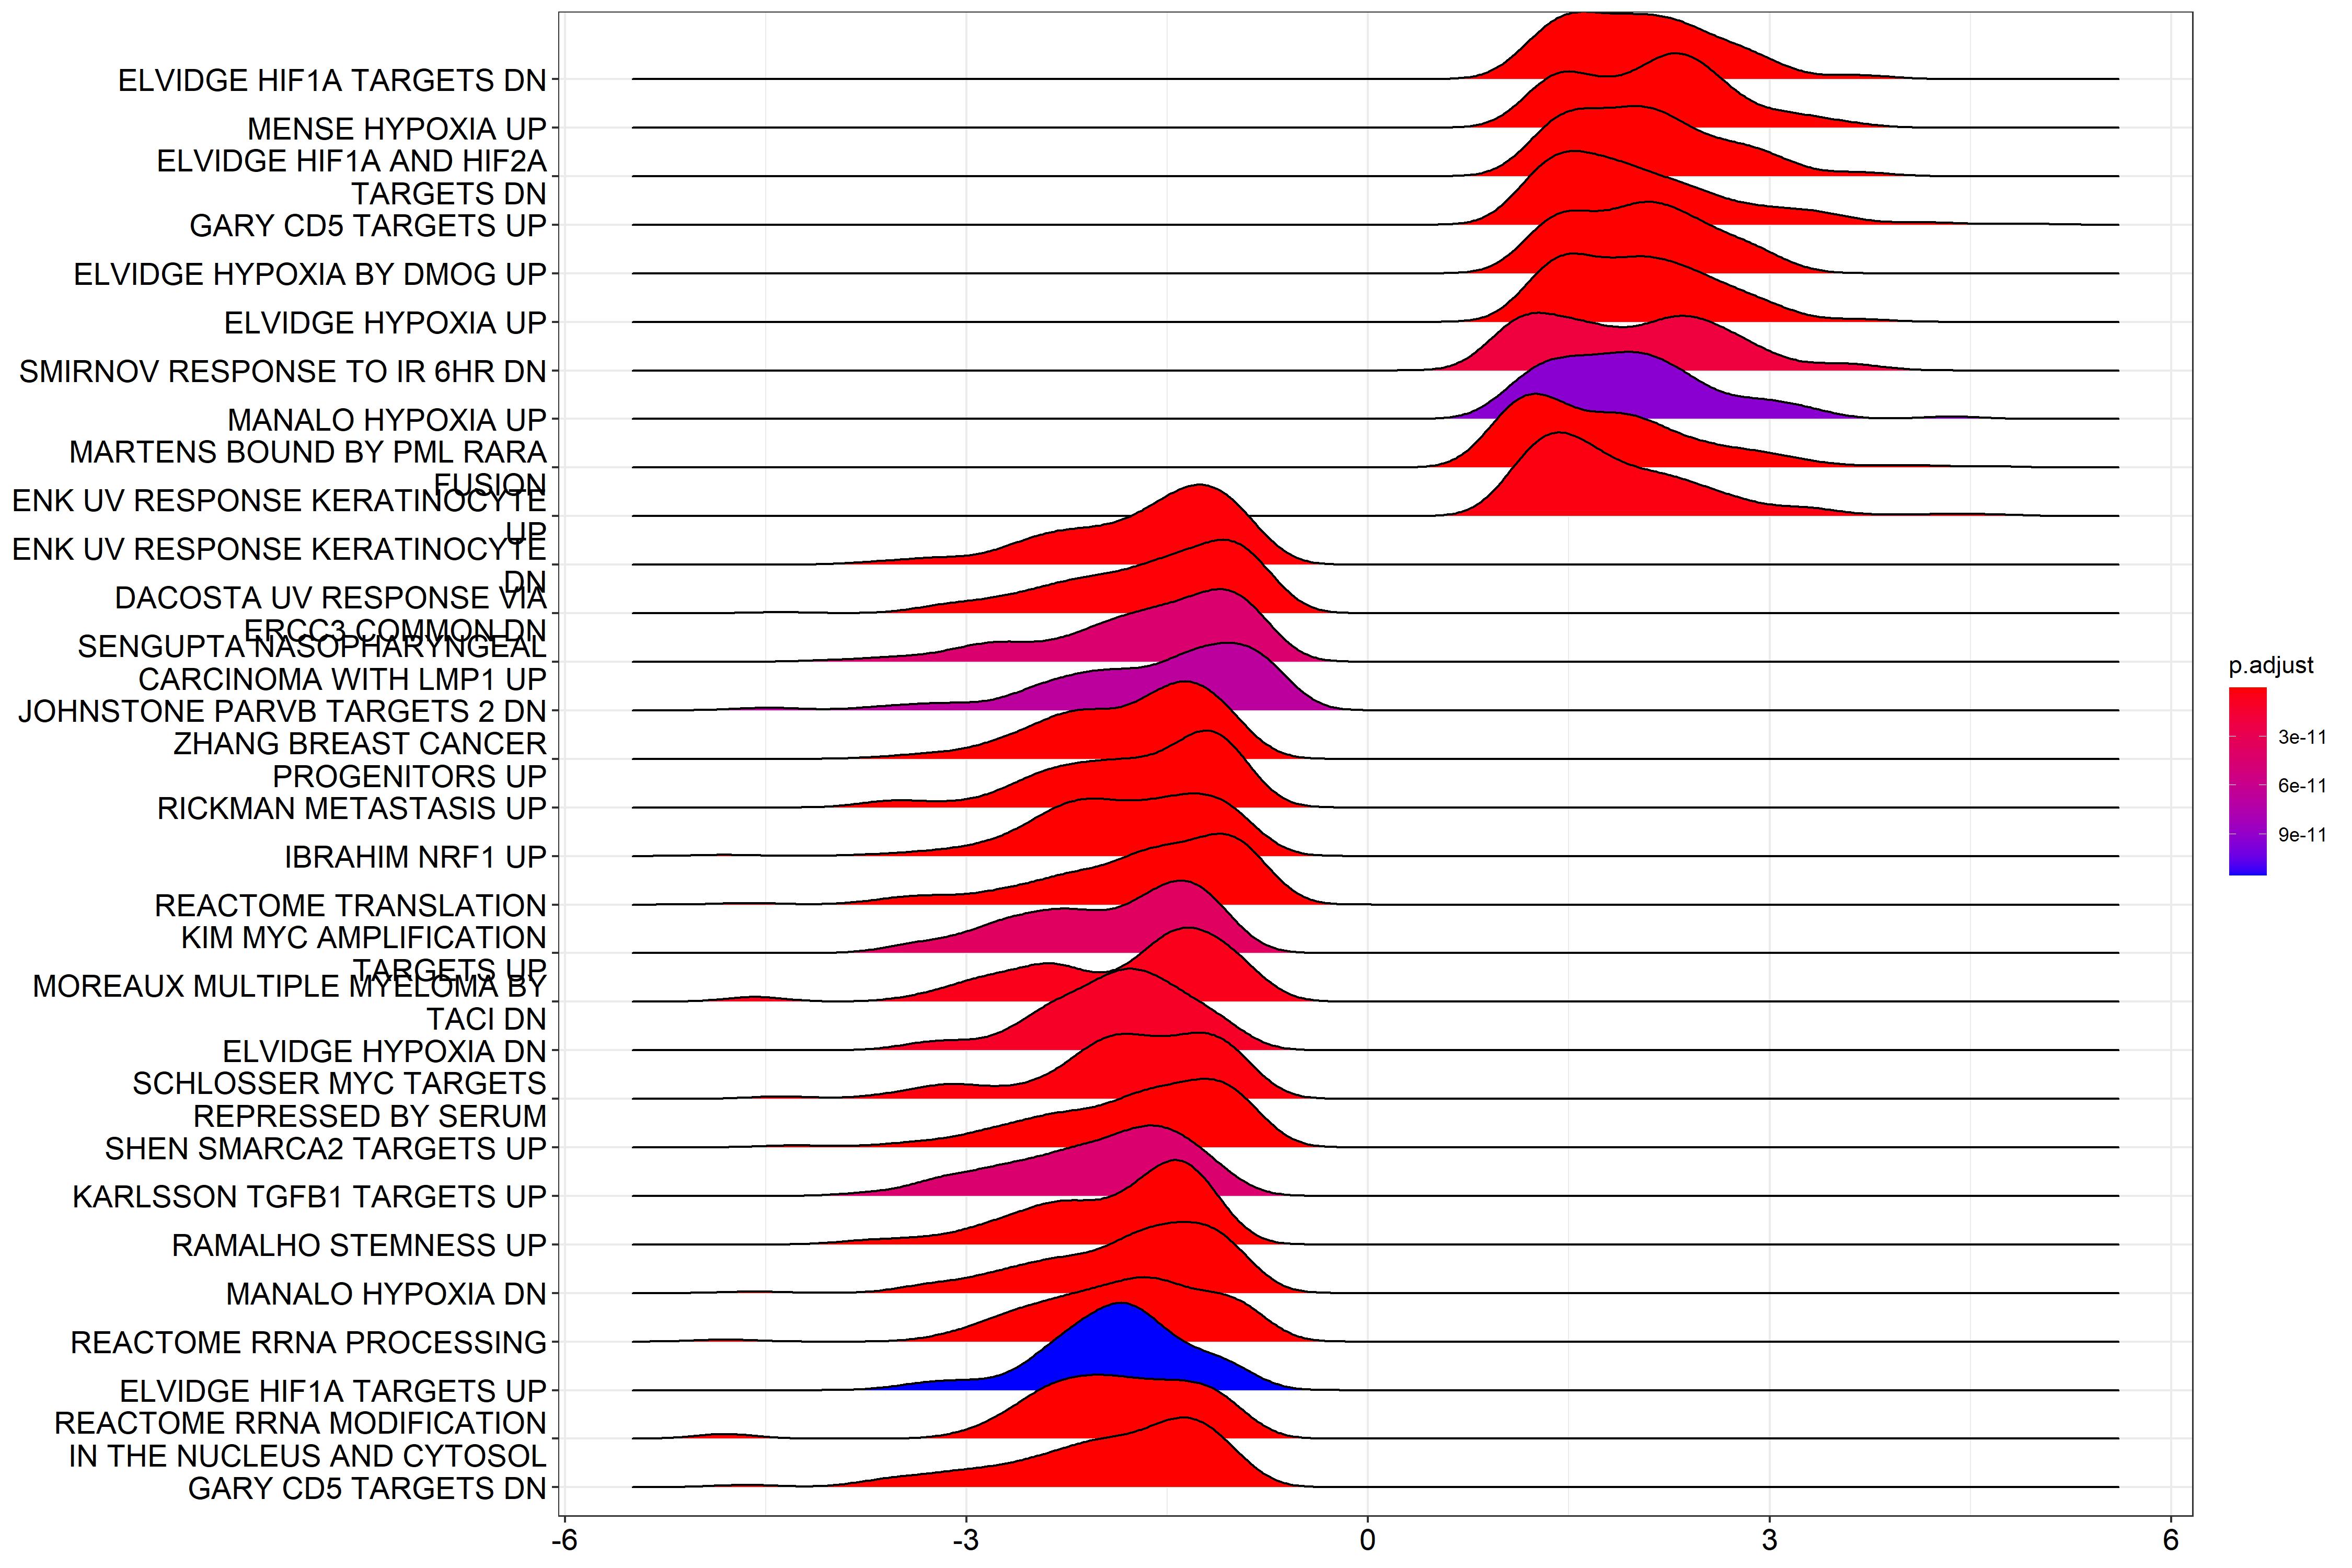 ELVIDGE HIF1A TARGETS DN
MENSE HYPOXIA UP
ELVIDGE HIF1A AND HIF2A
TARGETS DN
GARY CD5 TARGETS UP
ELVIDGE HYPOXIA BY DMOG UP
ELVIDGE HYPOXIA UP
SMIRNOV RESPONSE TO IR 6HR DN
MANALO HYPOXIA UP
MARTENS BOUND BY PML RARA
FUSION
ENK UV RESPONSE KERATINOCYTE
UP
ENK UV RESPONSE KERATINOCYTE
DN
DACOSTA UV RESPONSE VIA
ERCC3 COMMON DN
SENGUPTA NASOPHARYNGEAL
CARCINOMA WITH LMP1 UP
JOHNSTONE PARVB TARGETS 2 DN
ZHANG BREAST CANCER
PROGENITORS UP
RICKMAN METASTASIS UP
IBRAHIM NRF1 UP
REACTOME TRANSLATION
KIM MYC AMPLIFICATION
TARGETS UP
MOREAUX MULTIPLE MYELOMA BY
TACI DN
ELVIDGE HYPOXIA DN
SCHLOSSER MYC TARGETS
REPRESSED BY SERUM
SHEN SMARCA2 TARGETS UP
KARLSSON TGFB1 TARGETS UP
RAMALHO STEMNESS UP
MANALO HYPOXIA DN
REACTOME RRNA PROCESSING
ELVIDGE HIF1A TARGETS UP
REACTOME RRNA MODIFICATION
IN THE NUCLEUS AND CYTOSOL
GARY CD5 TARGETS DN
-6 -3 0 3 6
p.adjust
3e-11
6e-11
9e-11